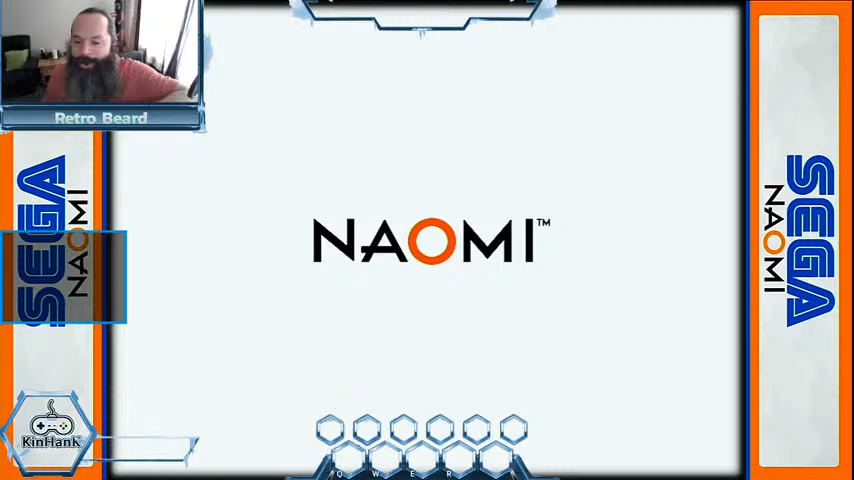 Retro Beard
SEGA
NAOMI
NAOMI™
SEGA
NAOMI
KinHank
Q W E R